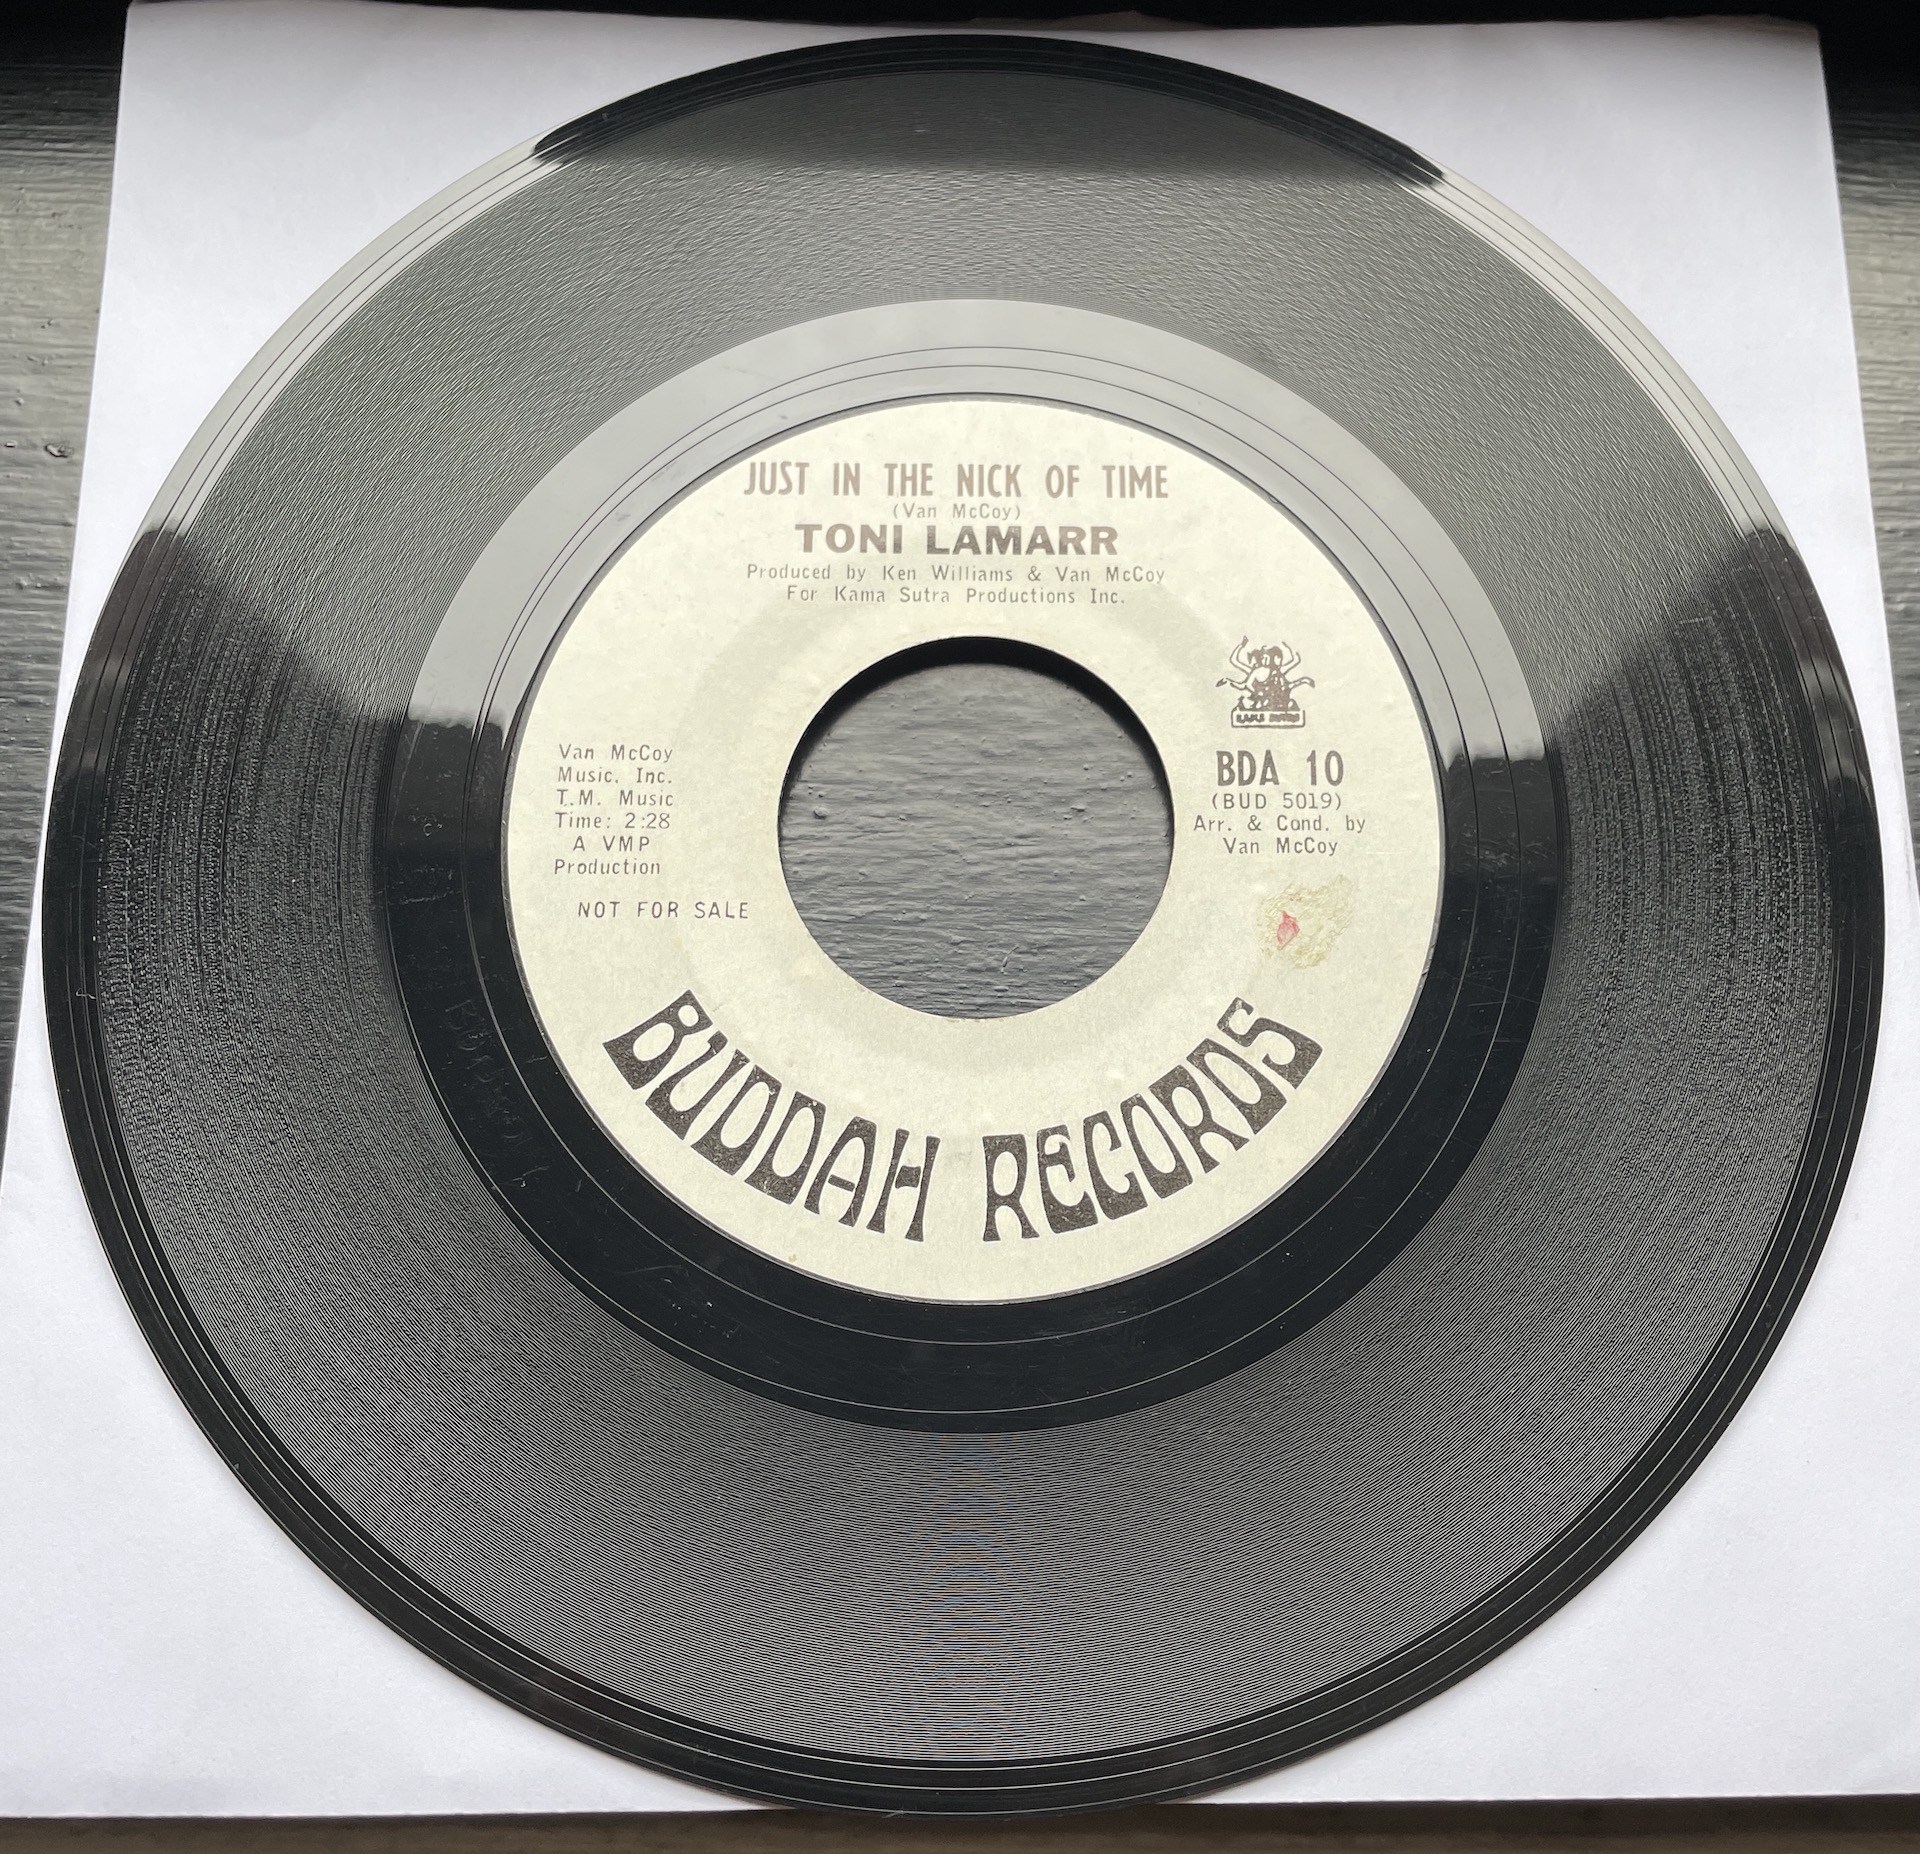 JUST IN THE NICK OF TIME
(Van McCoy)
TONI LAMARR
Produced by Ken Williams & Van McCoy
For Kama Sutra Productions Inc.
Van McCoy
Music, Inc.
T.M. Music
Time: 2:28
A VMP
Production
NOT FOR SALE
KAMA SUTRA
BDA 10
(BUD 5019)
Arr. & Cond. by
Van McCoy
BUDDAH RECORDS